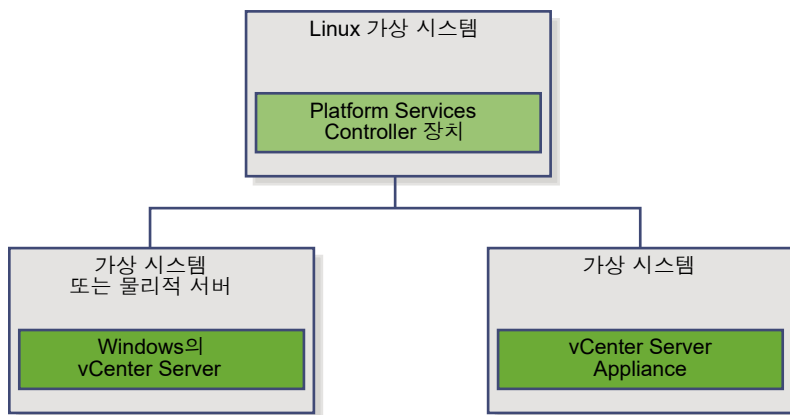 Linux 가상 시스템
Platform Services
Controller 장치
가상 시스템
또는 물리적 서버
Windows의
vCenter Server
가상 시스템
vCenter Server
Appliance